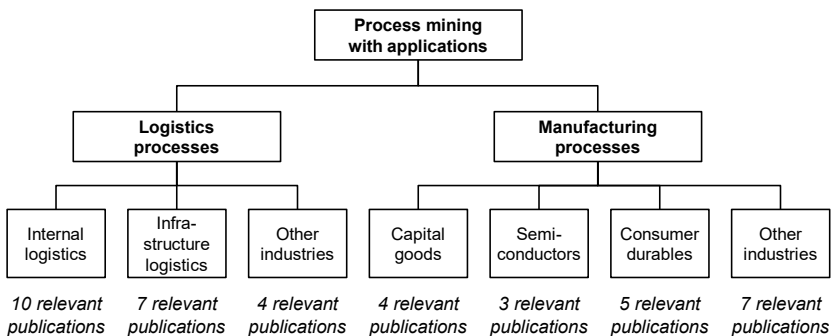 Process mining
with applications
Logistics
processes
Manufacturing
processes
Internal
logistics
Infra-
structure
logistics
Other
industries
Capital
goods
Semi-
conductors
Consumer
durables
Other
industries
10 relevant
publications
7 relevant
publications
4 relevant
publications
4 relevant
publications
3 relevant
publications
5 relevant
publications
7 relevant
publications